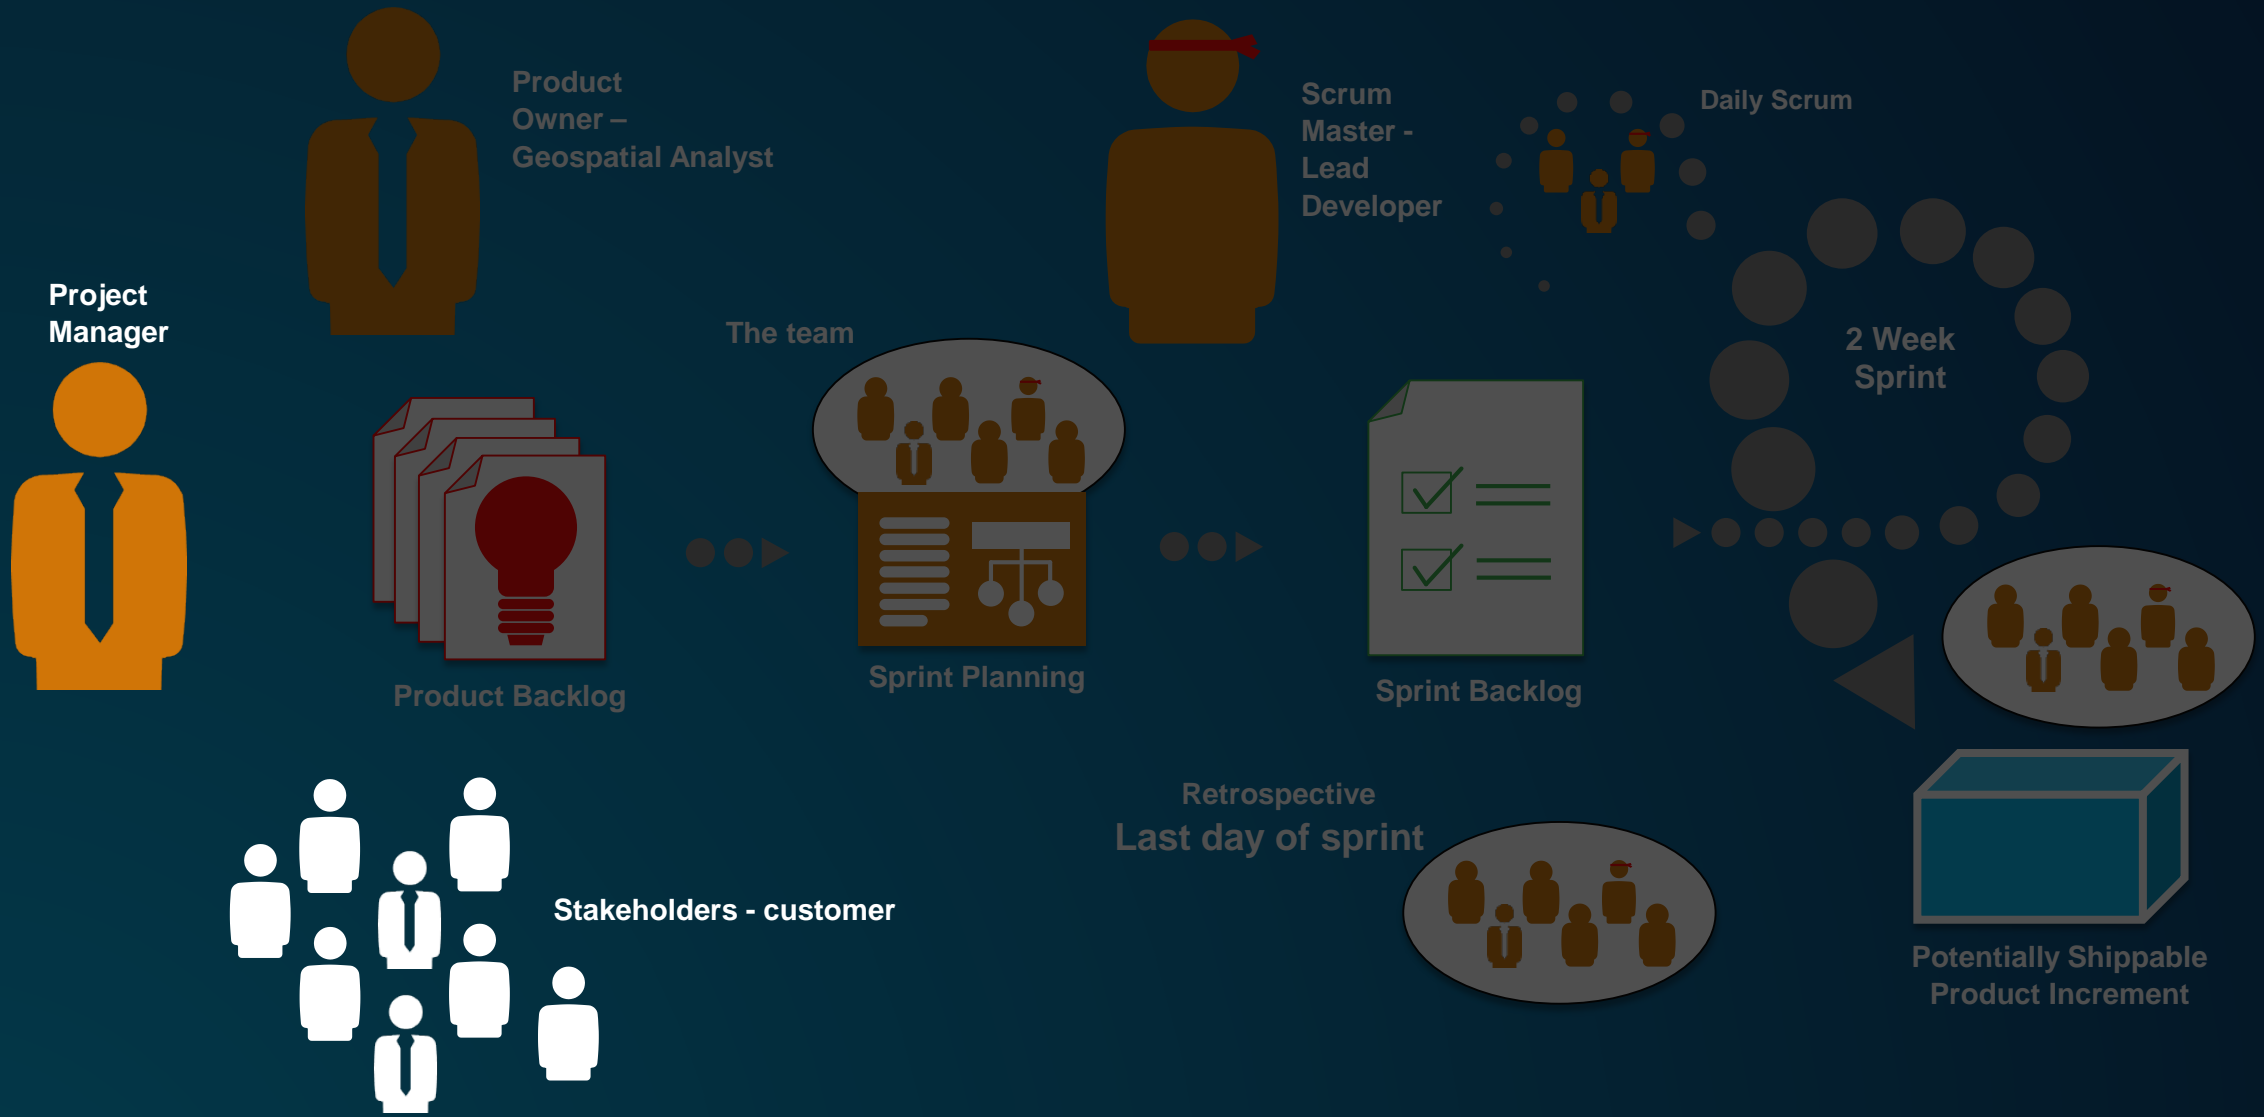 Product
Owner –
Geospatial Analyst
Scrum
Master -
Lead
Developer
Daily Scrum
Project
Manager
The team
2 Week
Sprint
Product Backlog
Sprint Planning
Sprint Backlog
Retrospective
Last day of sprint
Stakeholders - customer
Potentially Shippable
Product Increment